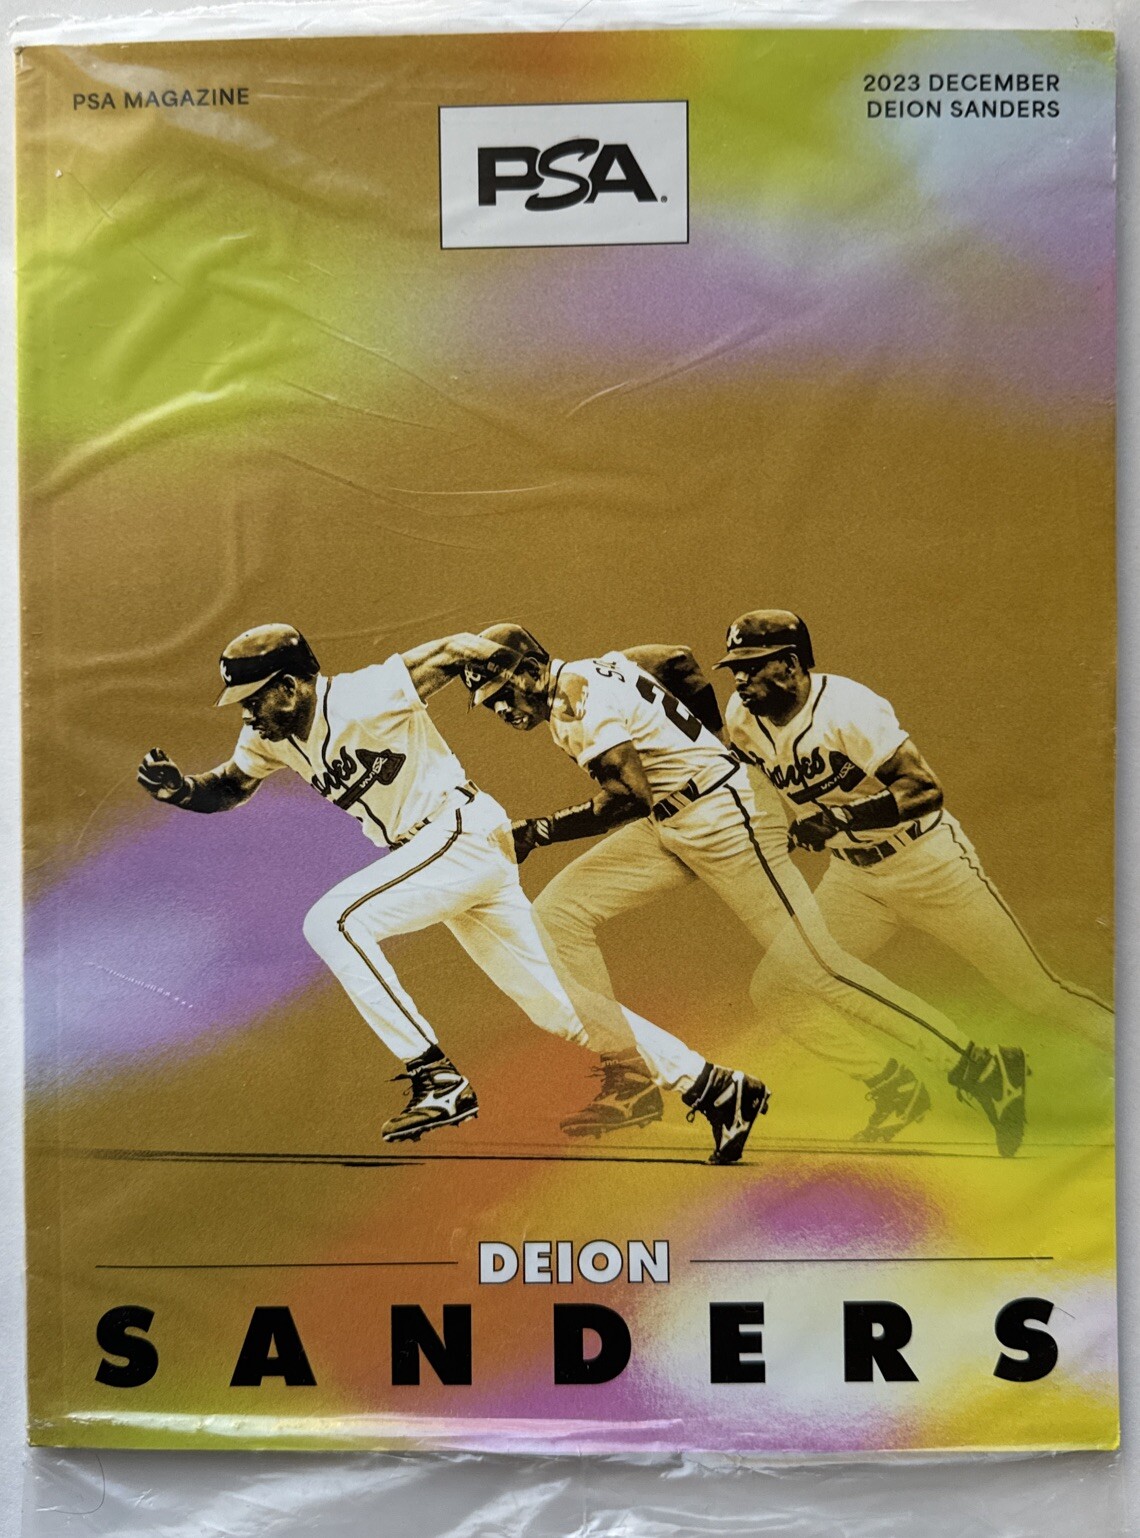 PSA MAGAZINE
2023 DECEMBER
DEION SANDERS
PSA®
DEION
SANDERS